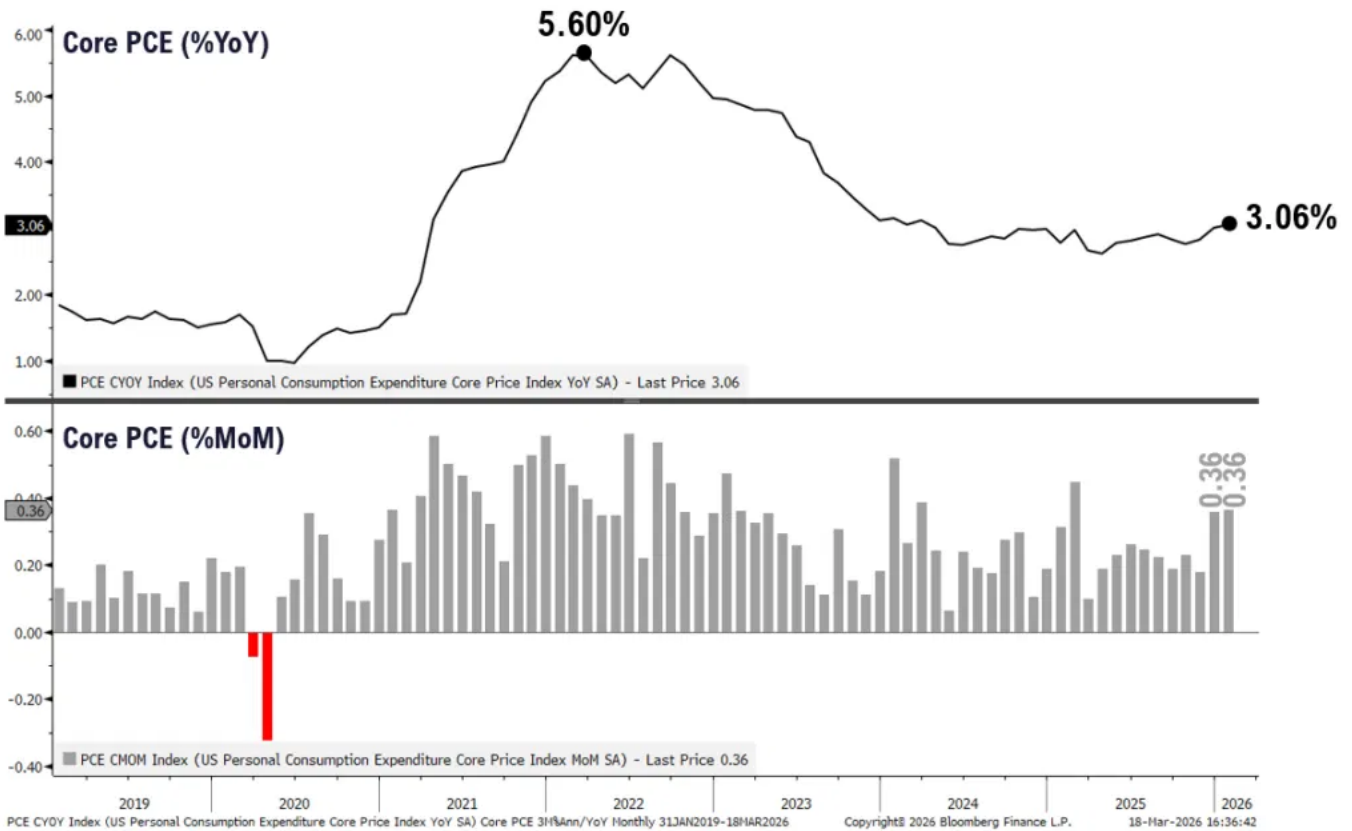 5.60%
Core PCE (%YoY)
6.00
5.00
4.00
3.06
3.06%
2.00
1.00
PCE CYOY Index (US Personal Consumption Expenditure Core Price Index YoY SA) - Last Price 3.06
Core PCE (%MoM)
0.60
0.40
0.36
0.36
0.36
0.20
0.00
-0.20
-0.40
PCE CMOM Index (US Personal Consumption Expenditure Core Price Index MoM SA) - Last Price 0.36
2019 2020 2021 2022 2023 2024 2025 2026
PCE CYOY Index (US Personal Consumption Expenditure Core Price Index YoY SA) Core PCE 3M%Ann/YoY Monthly 31JAN2019-18MAR2026 Copyright© 2026 Bloomberg Finance L.P. 18-Mar-2026 16:36:42